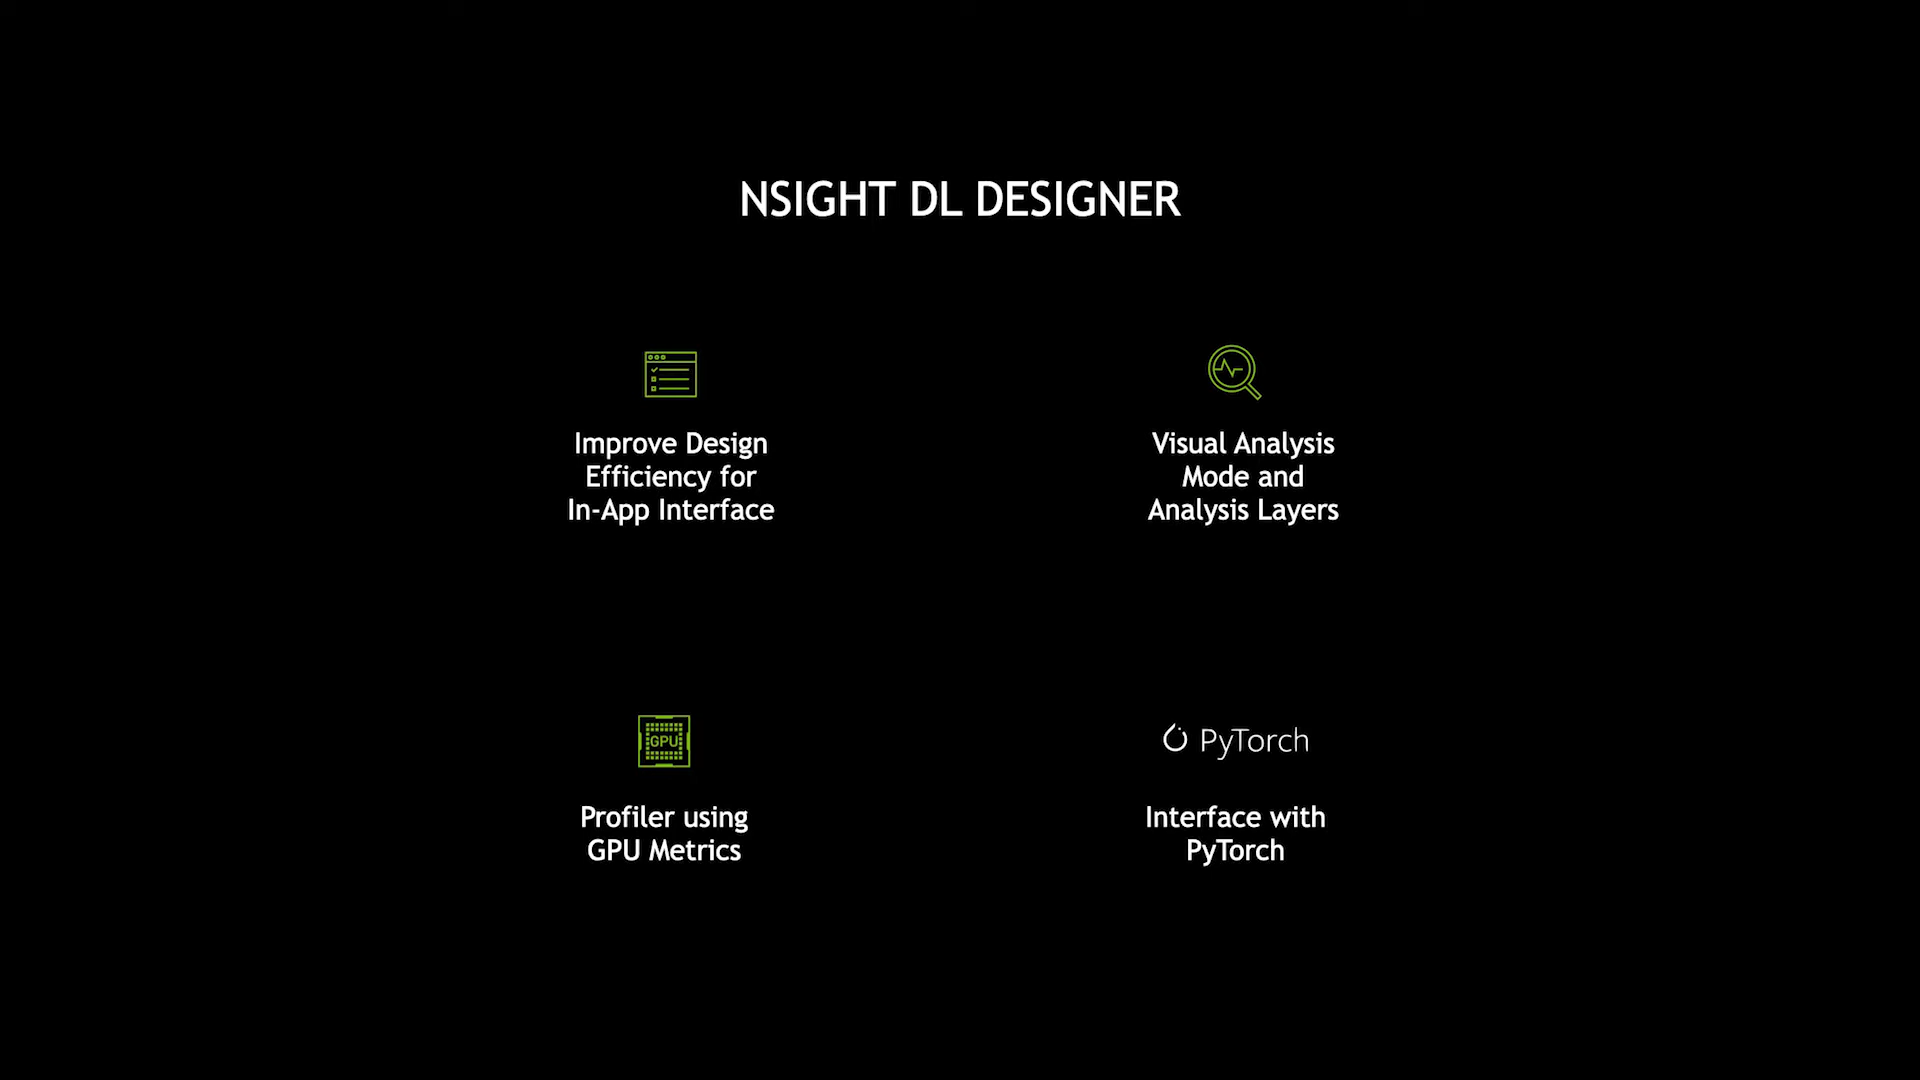 NSIGHT DL DESIGNER
Improve Design
Efficiency for
In-App Interface
Visual Analysis
Mode and
Analysis Layers
GPU
Profiler using
GPU Metrics
PyTorch
Interface with
PyTorch